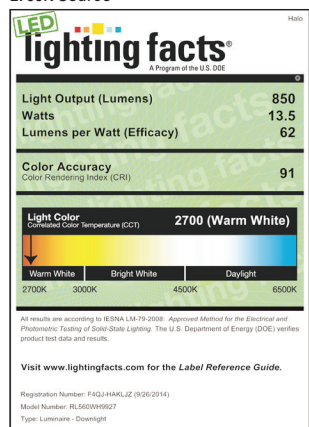 LED
Halo
lighting facts®
A Program of the U.S. DOE
Light Output (Lumens) 850
Watts 13.5
Lumens per Watt (Efficacy) 62
Color Accuracy
Color Rendering Index (CRI) 91
Light Color
Correlated Color Temperature (CCT) 2700 (Warm White)
Warm White Bright White Daylight
2700K 3000K 4500K 6500K
All results are according to IESNA LM-79-2008: Approved Method for the Electrical and
Photometric Testing of Solid-State Lighting. The U.S. Department of Energy (DOE) verifies
product test data and results.
Visit www.lightingfacts.com for the Label Reference Guide.
Registration Number: F4QJ-HAKLJZ (9/26/2014)
Model Number: RL560WH9927
Type: Luminaire - Downlight